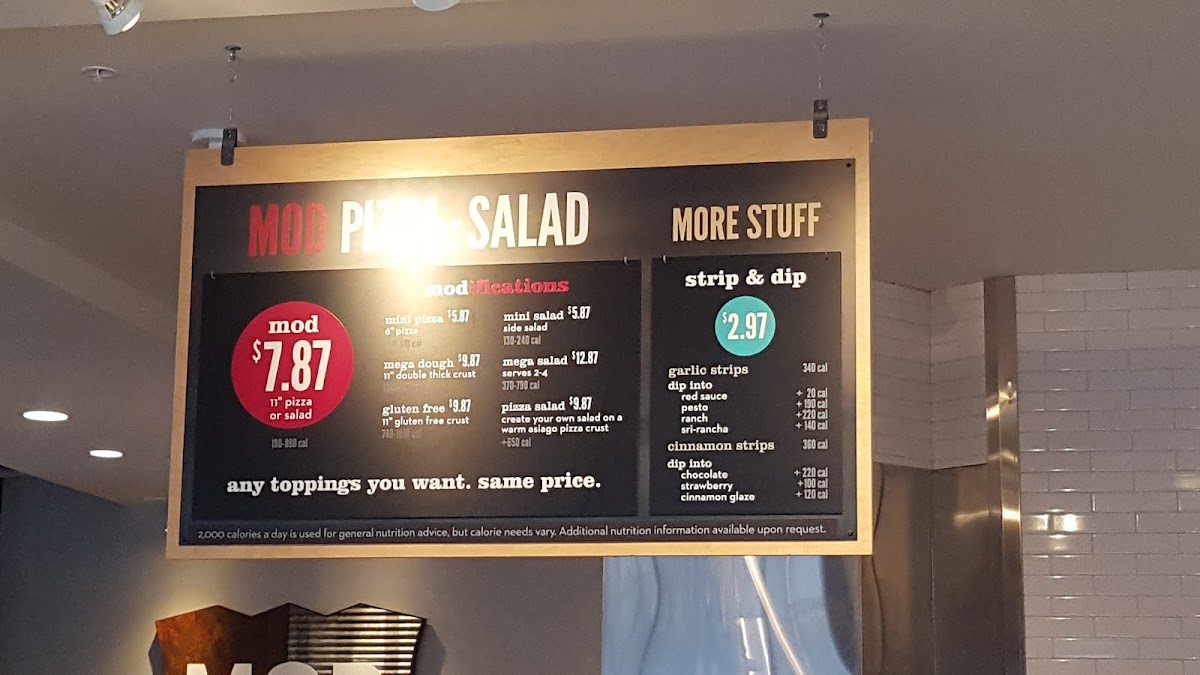 MOD PIZZA SALAD
mod
$7.87
11" pizza
or salad
190-860 cal
modifications
mini pizza $5.87
6" pizza
mega dough $9.87
11" double thick crust
gluten free $9.87
11" gluten free crust
mini salad $5.87
side salad
130-240 cal
mega salad $12.87
serves 2-4
370-790 cal
pizza salad $9.87
create your own salad on a
warm asiago pizza crust
+650 cal
any toppings you want. same price.
MORE STUFF
strip & dip
$2.97
garlic strips 340 cal
dip into
red sauce + 20 cal
pesto +190 cal
ranch +220 cal
sri-rancha + 140 cal
cinnamon strips 360 cal
dip into
chocolate + 220 cal
strawberry +100 cal
cinnamon glaze + 120 cal
2,000 calories a day is used for general nutrition advice, but calorie needs vary. Additional nutrition information available upon request.
MOD